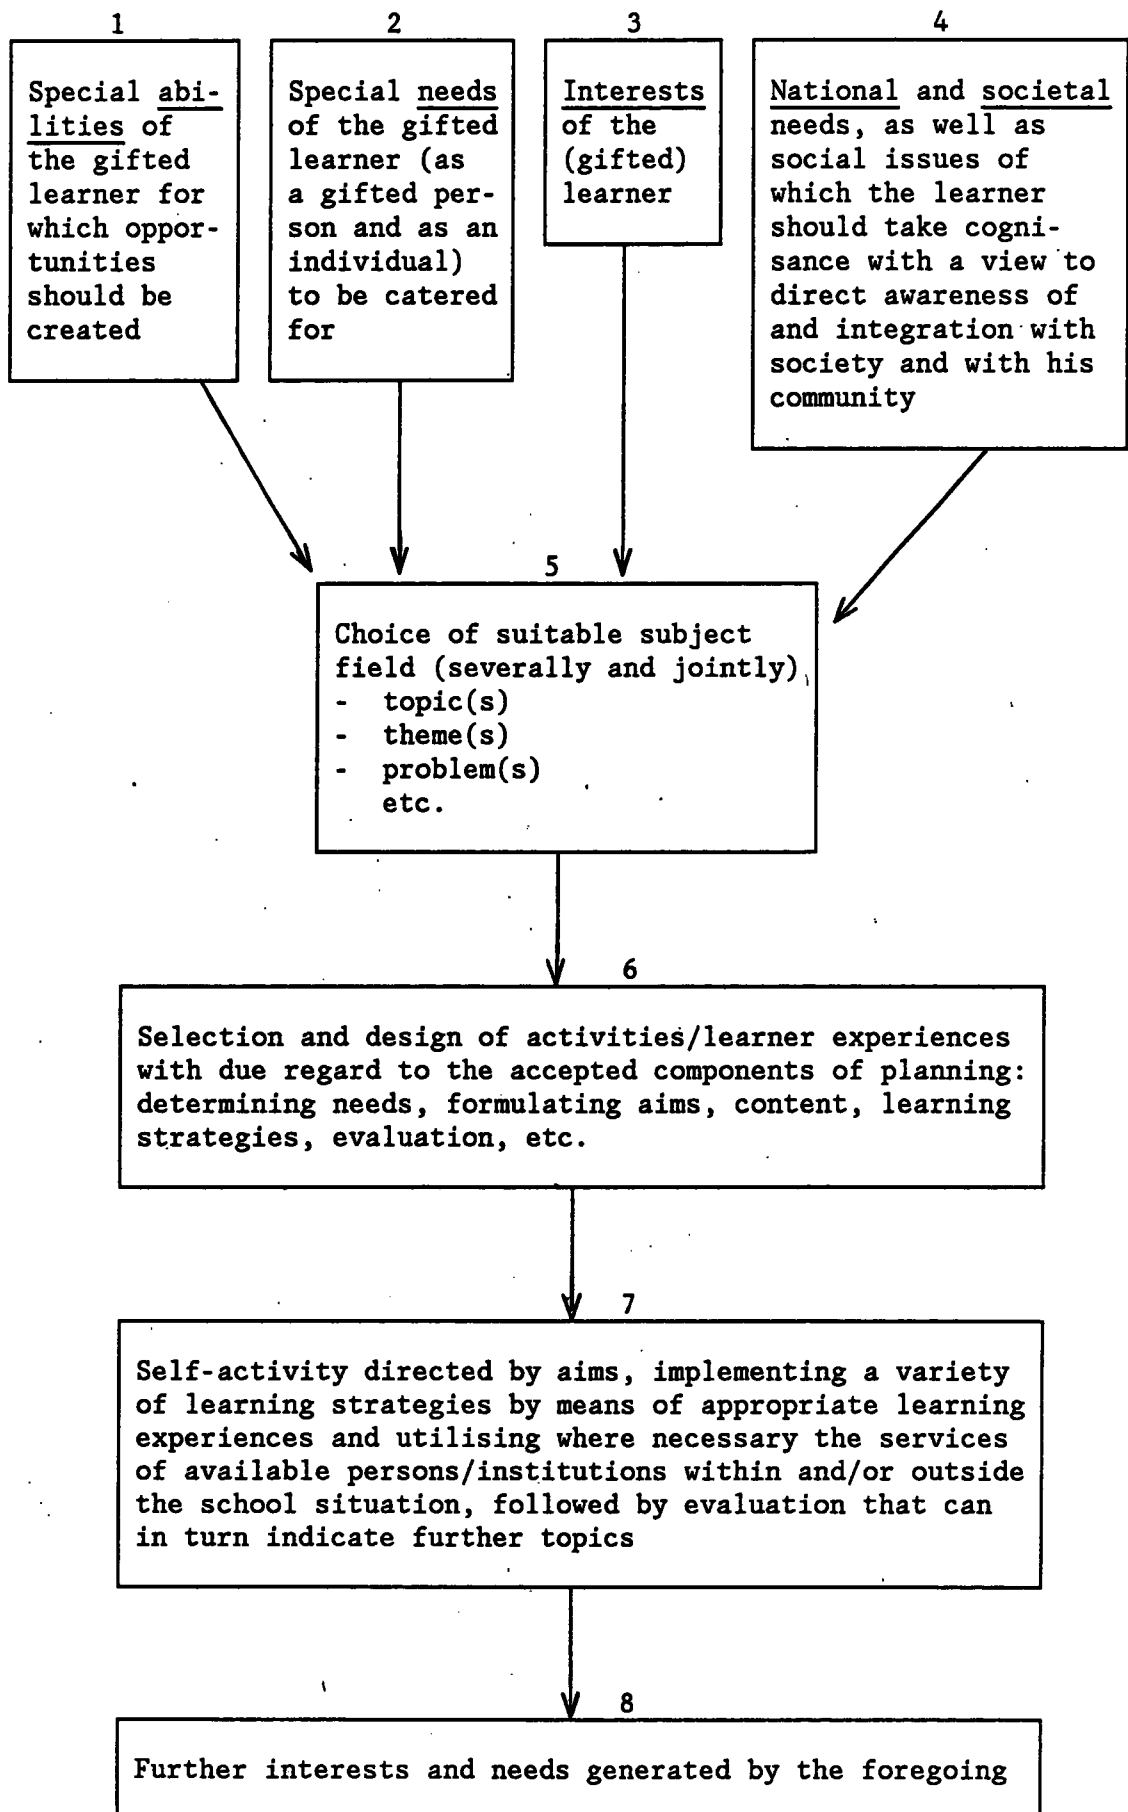 1
Special abi-
lities of
the gifted
learner for
which oppor-
tunities
should be
created
2
Special needs
of the gifted
learner (as
a gifted per-
son and as an
individual)
to be catered
for
3
Interests
of the
(gifted)
learner
4
National and societal
needs, as well as
social issues of
which the learner
should take cogni-
sance with a view to
direct awareness of
and integration with
society and with his
community
5
Choice of suitable subject
field (severally and jointly)
- topic(s)
- theme(s)
- problem(s)
etc.
6
Selection and design of activities/learner experiences
with due regard to the accepted components of planning:
determining needs, formulating aims, content, learning
strategies, evaluation, etc.
7
Self-activity directed by aims, implementing a variety
of learning strategies by means of appropriate learning
experiences and utilising where necessary the services
of available persons/institutions within and/or outside
the school situation, followed by evaluation that can
in turn indicate further topics
8
Further interests and needs generated by the foregoing